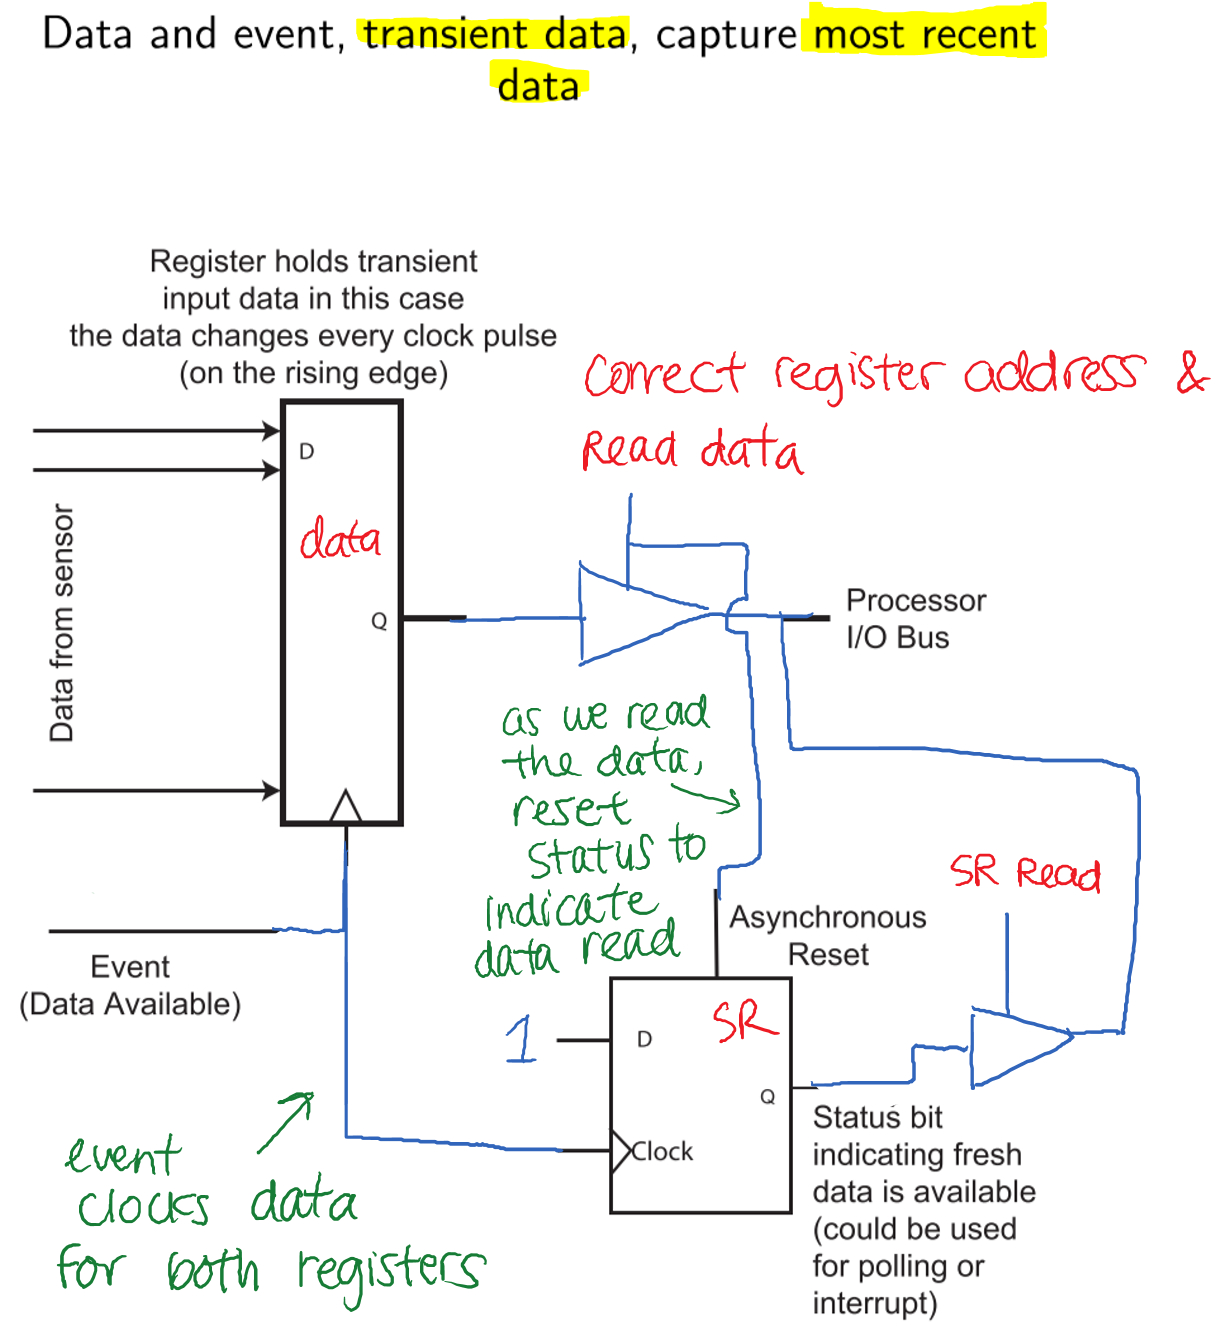 Data and event, transient data, capture most recent
data
Register holds transient
input data in this case
the data changes every clock pulse
(on the rising edge)
Correct register address &
Read data
D
data
Q
Data from sensor
Processor
I/O Bus
as we read
the data,
reset
status to
indicate
data read
SR Read
Asynchronous
Reset
Event
(Data Available)
1
D
SR
Q
Clock
Status bit
indicating fresh
data is available
(could be used
for polling or
interrupt)
event
clocks data
for both registers